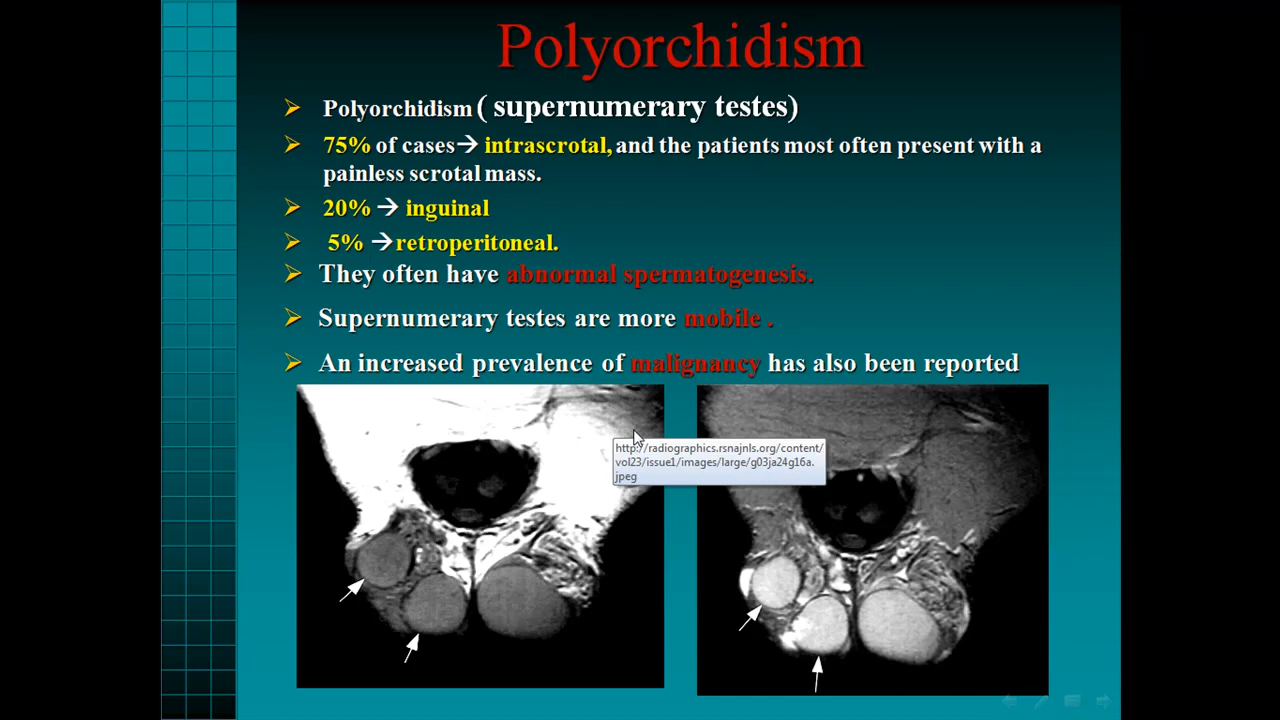 Polyorchidism
➢ Polyorchidism ( supernumerary testes)
➢ 75% of cases→ intrascrotal, and the patients most often present with a
painless scrotal mass.
➢ 20% → inguinal
➢ 5% →retroperitoneal.
➢ They often have abnormal spermatogenesis.
➢ Supernumerary testes are more mobile .
➢ An increased prevalence of malignancy has also been reported
http://radiographics.rsnajnls.org/content/
vol23/issue1/images/large/g03ja24g16a.
jpeg